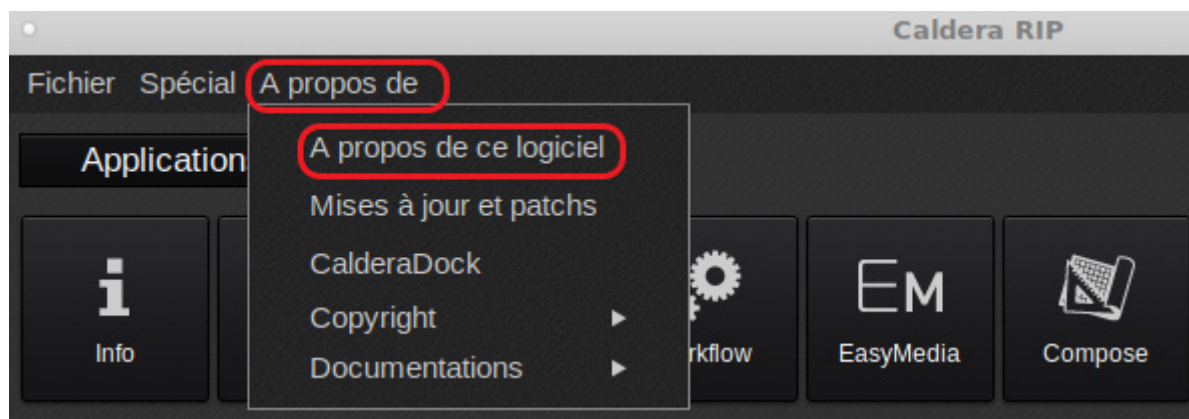 Caldera RIP
Fichier Spécial A propos de
Application
A propos de ce logiciel
Mises à jour et patchs
CalderaDock
Copyright
Documentations
Info
rkflow
EasyMedia
Compose